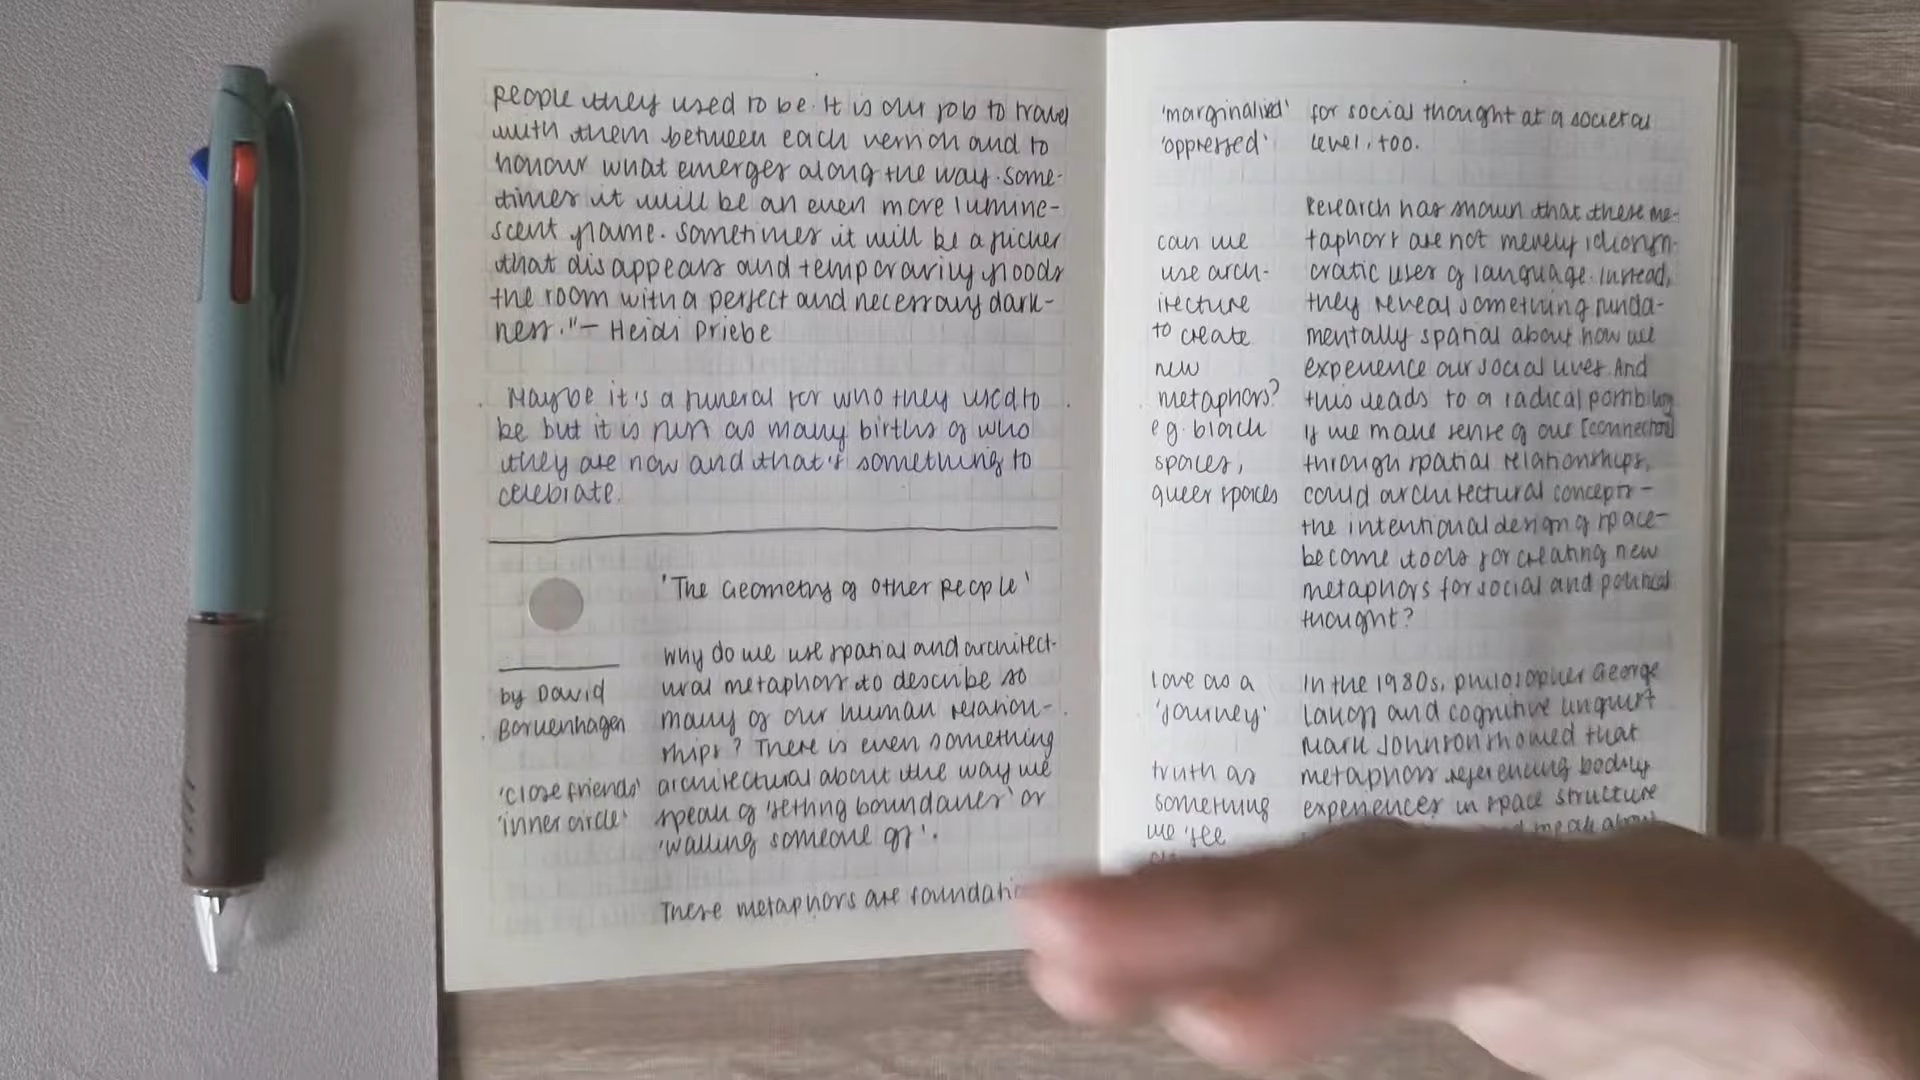 people they used to be. It is our job to travel
with them between each version and to
honour what emerges along the way. some-
times it will be an even more lumine-
scent flame. sometimes it will be a flicker
that disappears and temporarily floods
the room with a perfect and necessary dark-
ness." — Heidi Priebe
Maybe it's a funeral for who they used to
be but it is just as many births of who
they are now and that's something to
celebrate.
'The Geometry of Other People'
by David
Why do we use spatial and architect-
ural metaphors to describe so
many of our human relation-
ships? There is even something
architectural about the way we
speak of 'setting boundaries' or
'walling someone off'.
'close friends'
'inner circle'
These metaphors are foundatio
'marginalised'
'oppressed'
for social thought at a societal
level, too.
can we
use arch-
itecture
to create
new
metaphors?
eg. black
spaces,
queer spaces
Research has shown that these me-
taphors are not merely idiosyn-
cratic uses of language. Instead,
they reveal something funda-
mentally spatial about how we
experience our social lives. And
this leads to a radical possibility
if we make sense of our [connection]
through spatial relationships,
could architectural concepts –
the intentional design of space –
become tools for creating new
metaphors for social and political
thought?
love as a
'journey'
truth as
something
we 'see
In the 1980s, philosopher George
Lakoff and cognitive linguist
Mark Johnson showed that
metaphors referencing bodily
experiences in space structure
speak about